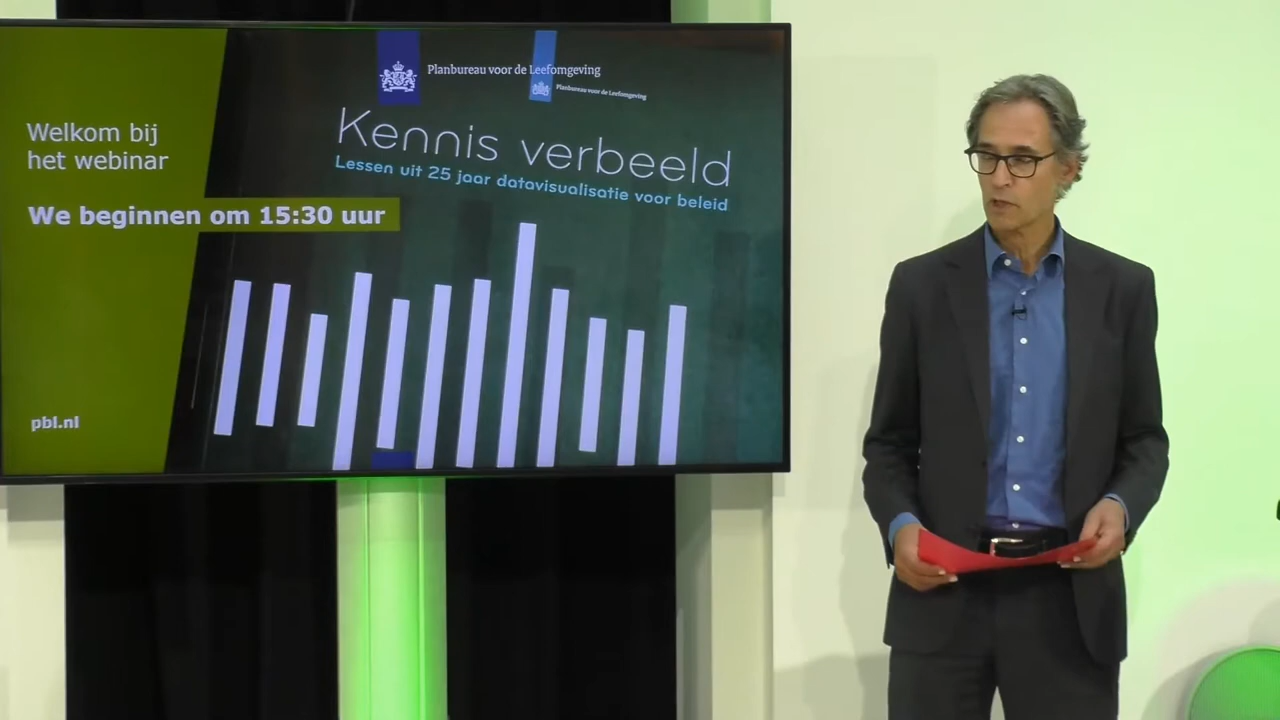 Welkom bij
het webinar
We beginnen om 15:30 uur
pbl.nl
Planbureau voor de Leefomgeving
Planbureau voor de Leefomgeving
Kennis verbeeld
Lessen uit 25 jaar datavisualisatie voor beleid